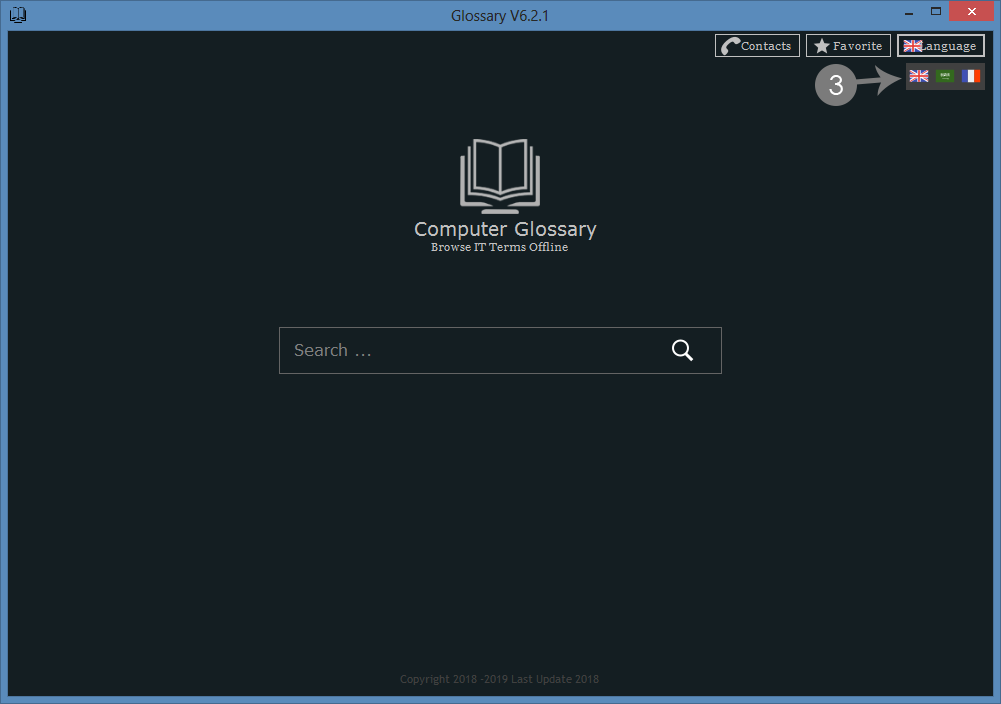 Glossary V6.2.1
Contacts
Favorite
Language
3
Computer Glossary
Browse IT Terms Offline
Search ...
Copyright 2018 -2019 Last Update 2018